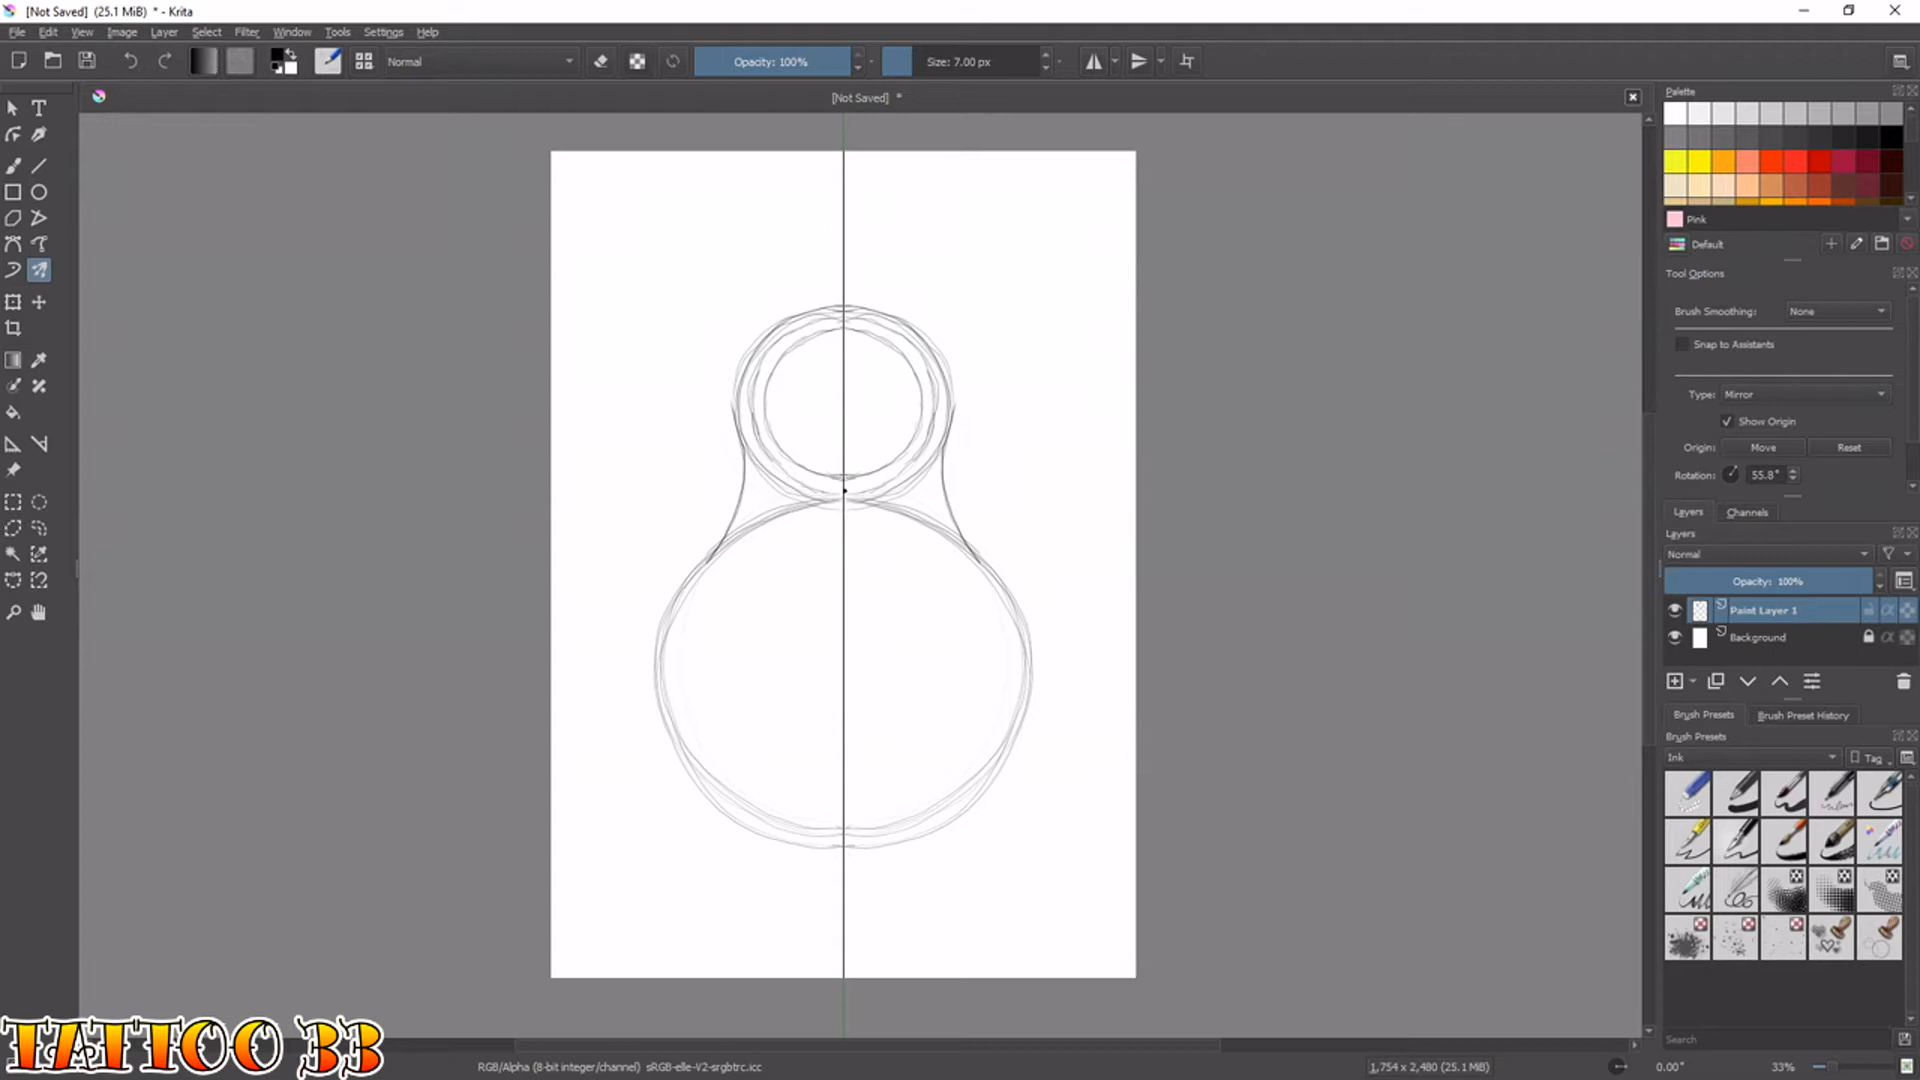 [Not Saved] (25.1 MiB) * - Krita
File Edit View Image Layer Select Filter Settings Window Tools Settings Help
Normal
Opacity: 100%
Size: 7.00 px
[Not Saved] *
Palette
Pink
Default
Tool Options
Brush Smoothing: None
Snap to Assistants
Type: Mirror
Show Origin
Origin: Move Reset
Rotation: 55.8°
Layers Channels
Layers
Normal
Opacity: 100%
Paint Layer 1
Background
Brush Presets Brush Preset History
Brush Presets
Ink
Tag
Search
TATTOO BB
RGB/Alpha (8-bit integer/channel) sRGB-elle-V2-srgbtrc.icc
1,754 x 2,480 (25.1 MiB)
0.00°
33%